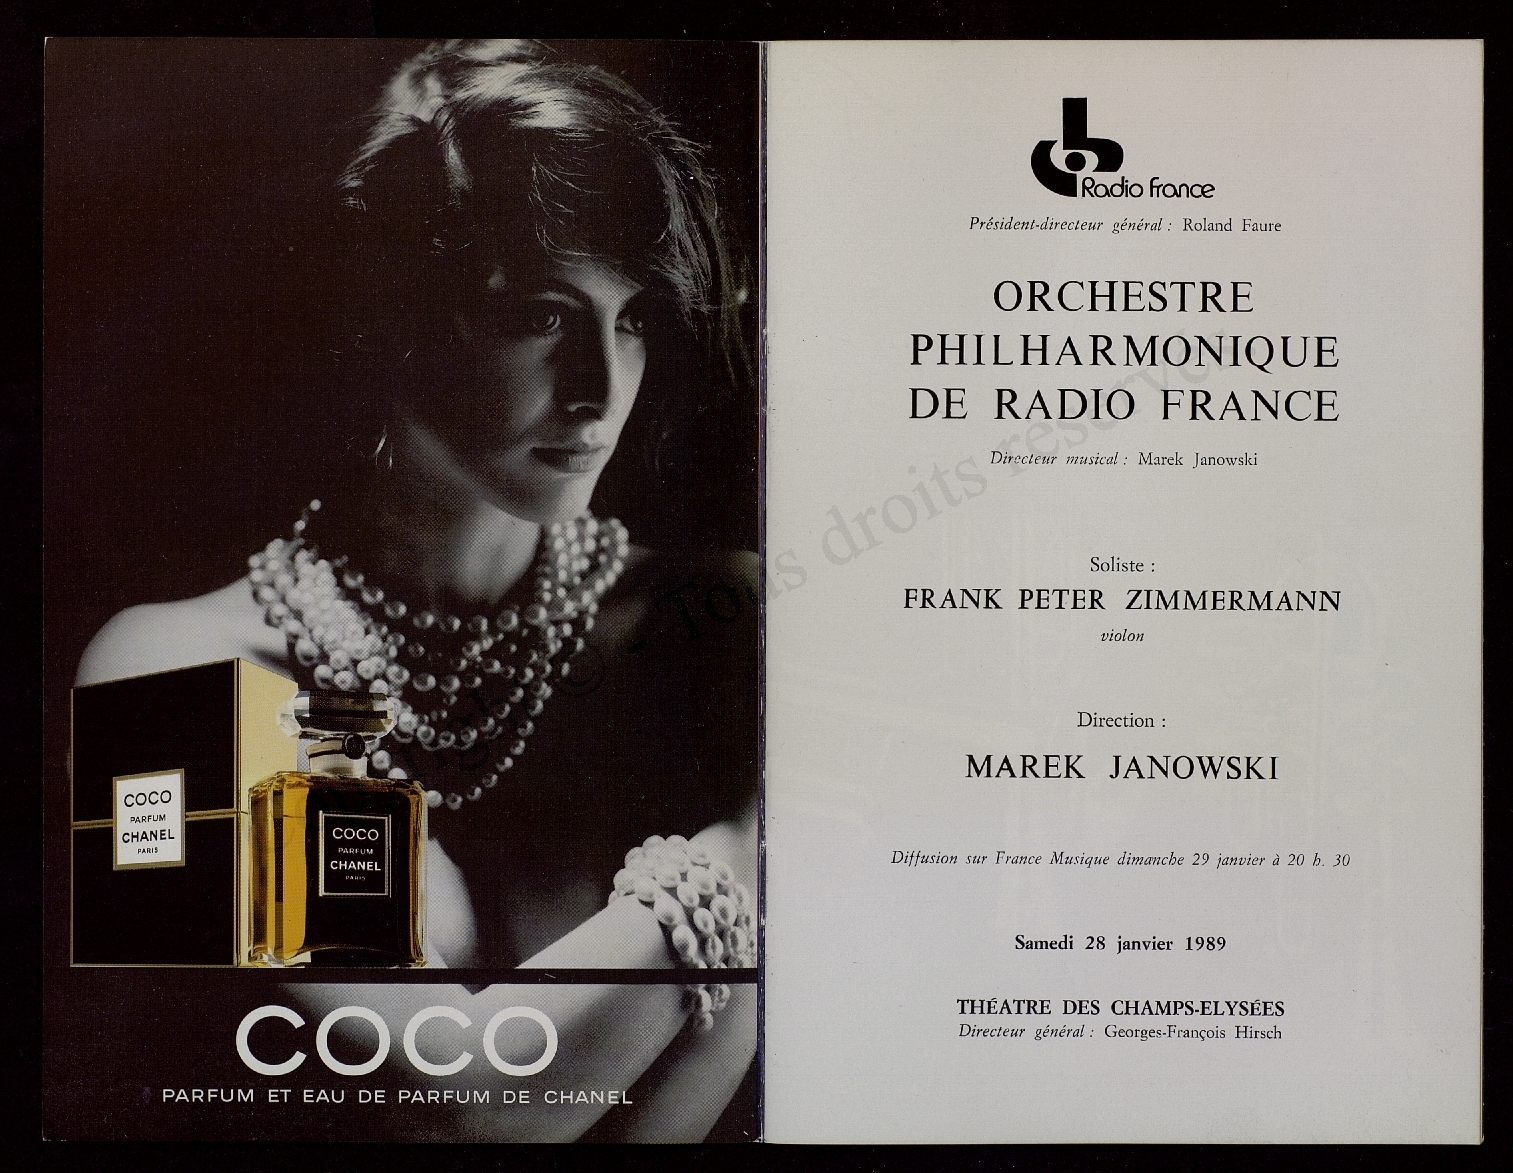 COCO
PARFUM
CHANEL
PARIS
COCO
PARFUM
CHANEL
PARIS
COCO
PARFUM ET EAU DE PARFUM DE CHANEL
Radio France
Président-directeur général : Roland Faure
ORCHESTRE
PHILHARMONIQUE
DE RADIO FRANCE
Directeur musical : Marek Janowski
Soliste :
FRANK PETER ZIMMERMANN
violon
Direction :
MAREK JANOWSKI
Diffusion sur France Musique dimanche 29 janvier à 20 h. 30
Samedi 28 janvier 1989
THÉATRE DES CHAMPS-ELYSÉES
Directeur général : Georges-François Hirsch
© - Tous droits réservés